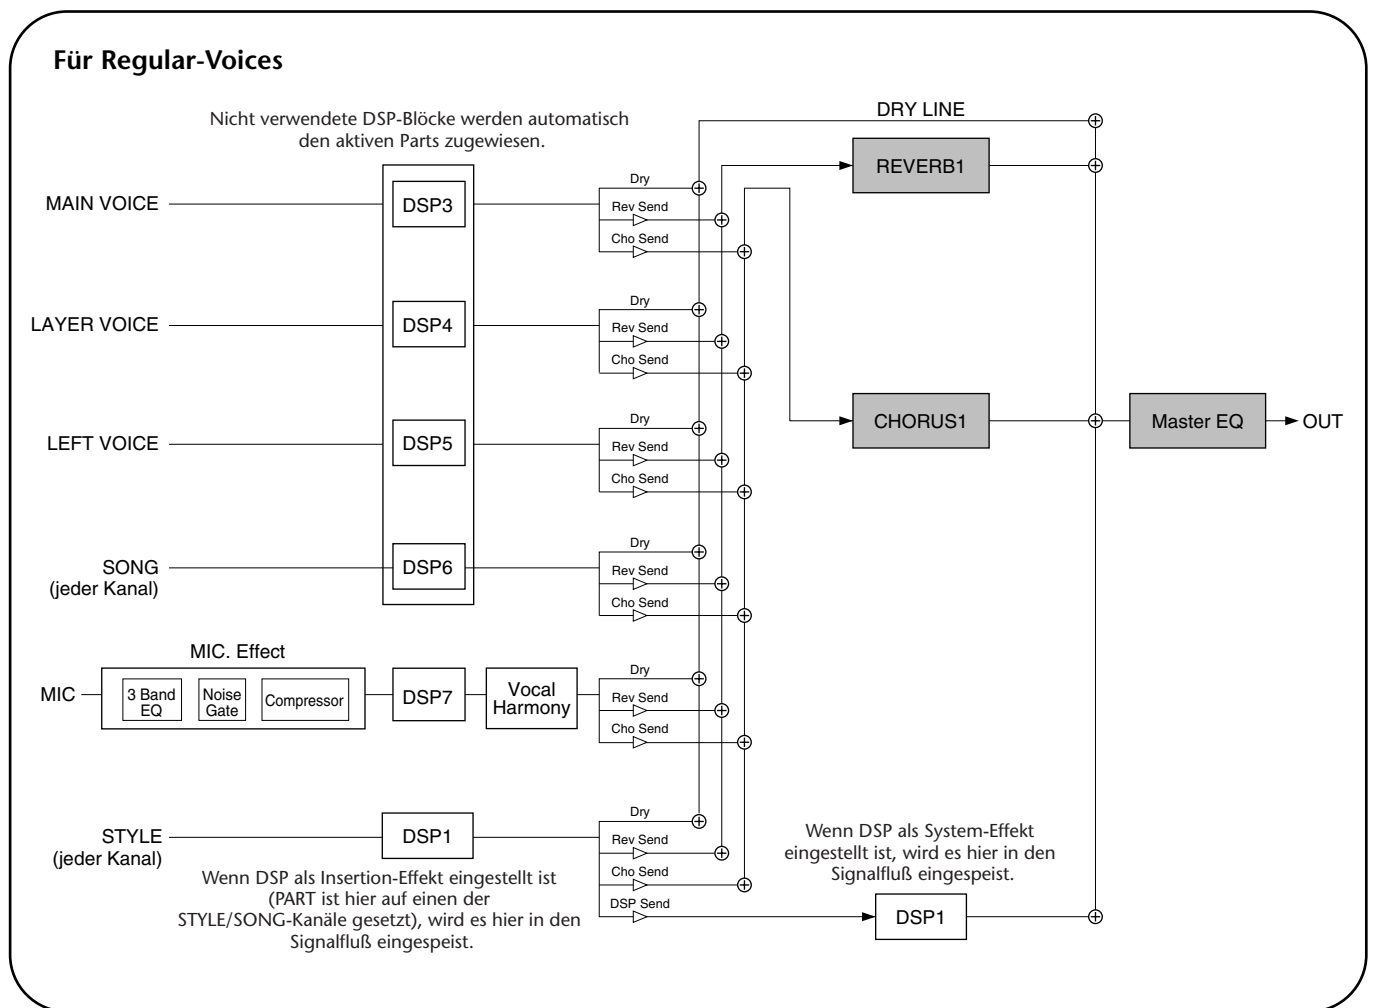 Für Regular-Voices
Nicht verwendete DSP-Blöcke werden automatisch
den aktiven Parts zugewiesen.
DRY LINE
REVERB1
MAIN VOICE
DSP3
Dry
Rev Send
Cho Send
LAYER VOICE
DSP4
Dry
Rev Send
Cho Send
CHORUS1
Master EQ
OUT
LEFT VOICE
DSP5
Dry
Rev Send
Cho Send
SONG
(jeder Kanal)
DSP6
Dry
Rev Send
Cho Send
MIC. Effect
MIC
3 Band
EQ
Noise
Gate
Compressor
DSP7
Vocal
Harmony
Dry
Rev Send
Cho Send
STYLE
(jeder Kanal)
DSP1
Dry
Rev Send
Cho Send
DSP Send
Wenn DSP als Insertion-Effekt eingestellt ist
(PART ist hier auf einen der
STYLE/SONG-Kanäle gesetzt), wird es hier in den
Signalfluß eingespeist.
Wenn DSP als System-Effekt
eingestellt ist, wird es hier in den
Signalfluß eingespeist.
DSP1